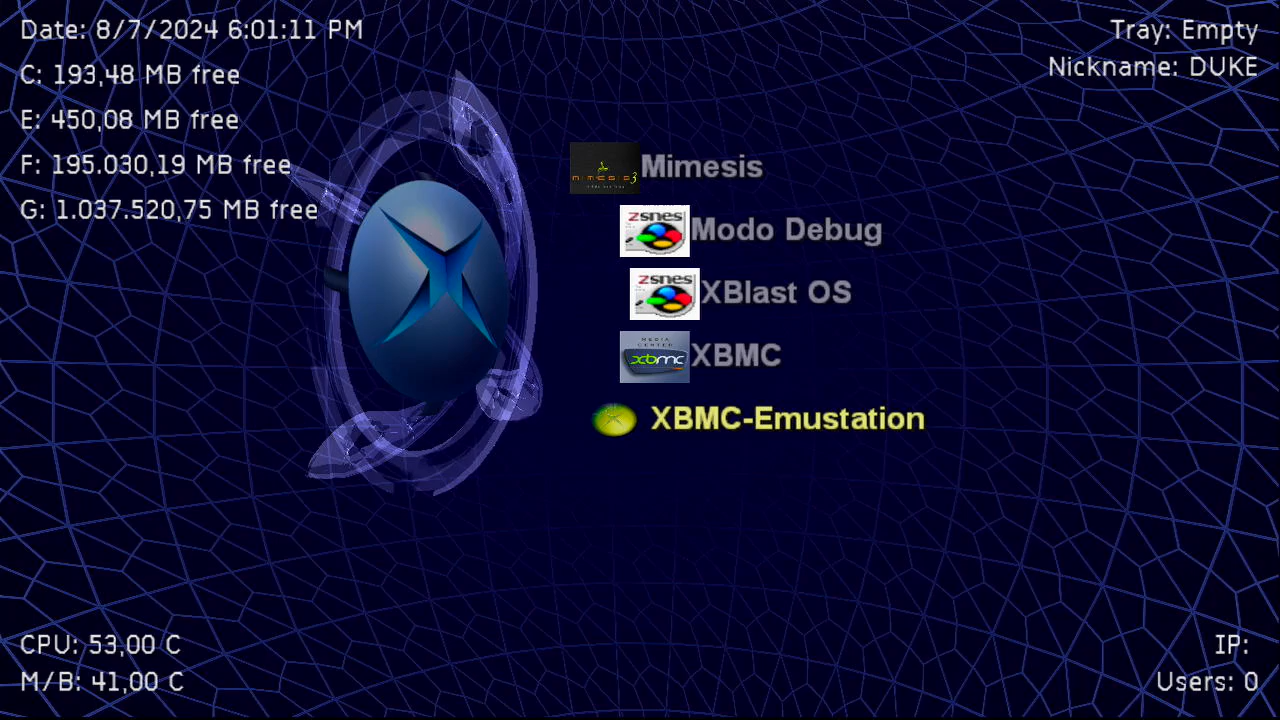 Date: 8/7/2024 6:01:11 PM
C: 193,48 MB free
E: 450,08 MB free
F: 195.030,19 MB free
G: 1.037.520,75 MB free
Tray: Empty
Nickname: DUKE
mimesis3
Mimesis
zsnes
Modo Debug
zsnes
XBlast OS
MEDIA CENTER
xbmc
XBMC
XBMC-Emustation
CPU: 53,00 C
M/B: 41,00 C
IP:
Users: 0